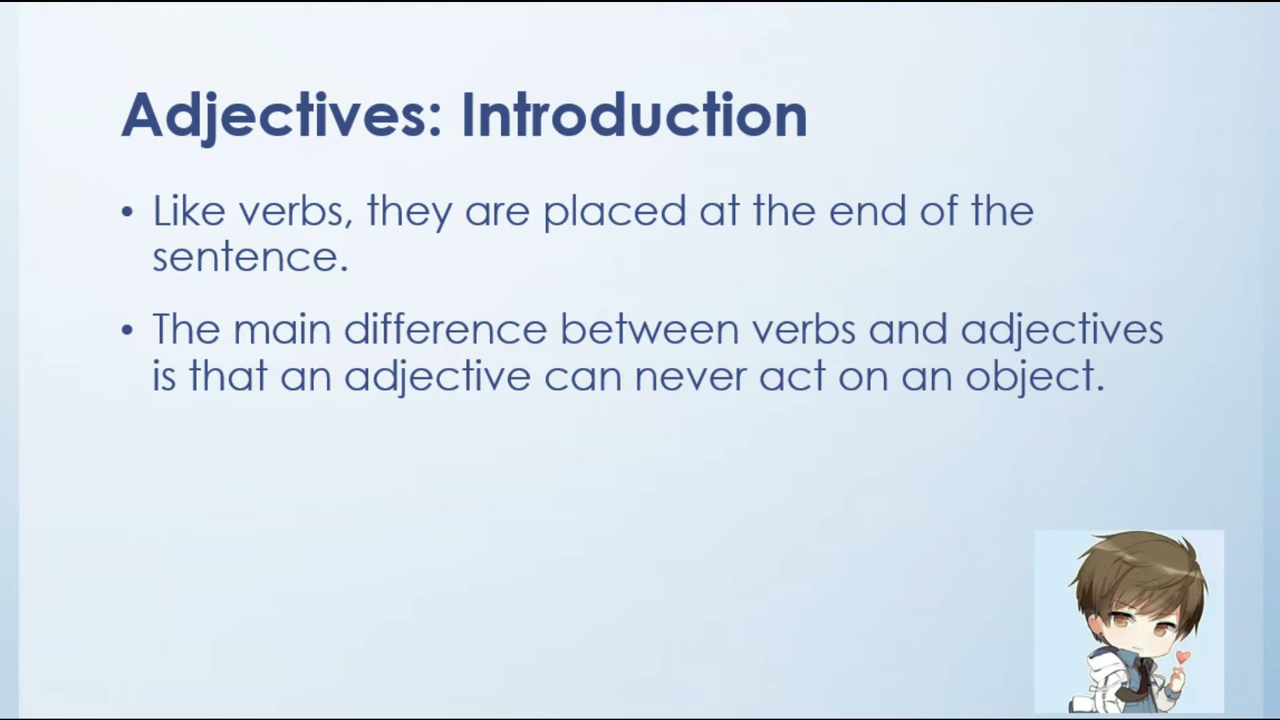 Adjectives: Introduction
• Like verbs, they are placed at the end of the
sentence.
• The main difference between verbs and adjectives
is that an adjective can never act on an object.